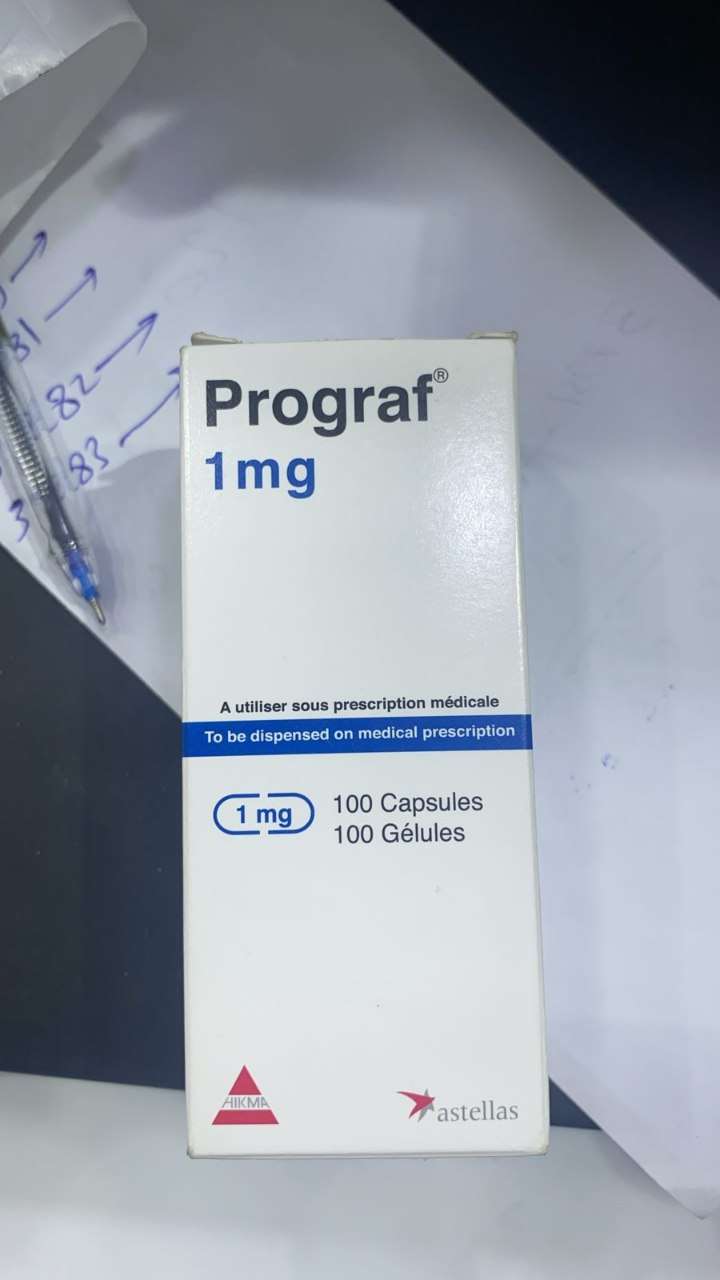 81
82
83
3
Prograf®
1mg
A utiliser sous prescription médicale
To be dispensed on medical prescription
1 mg
100 Capsules
100 Gélules
HIKMA
astellas